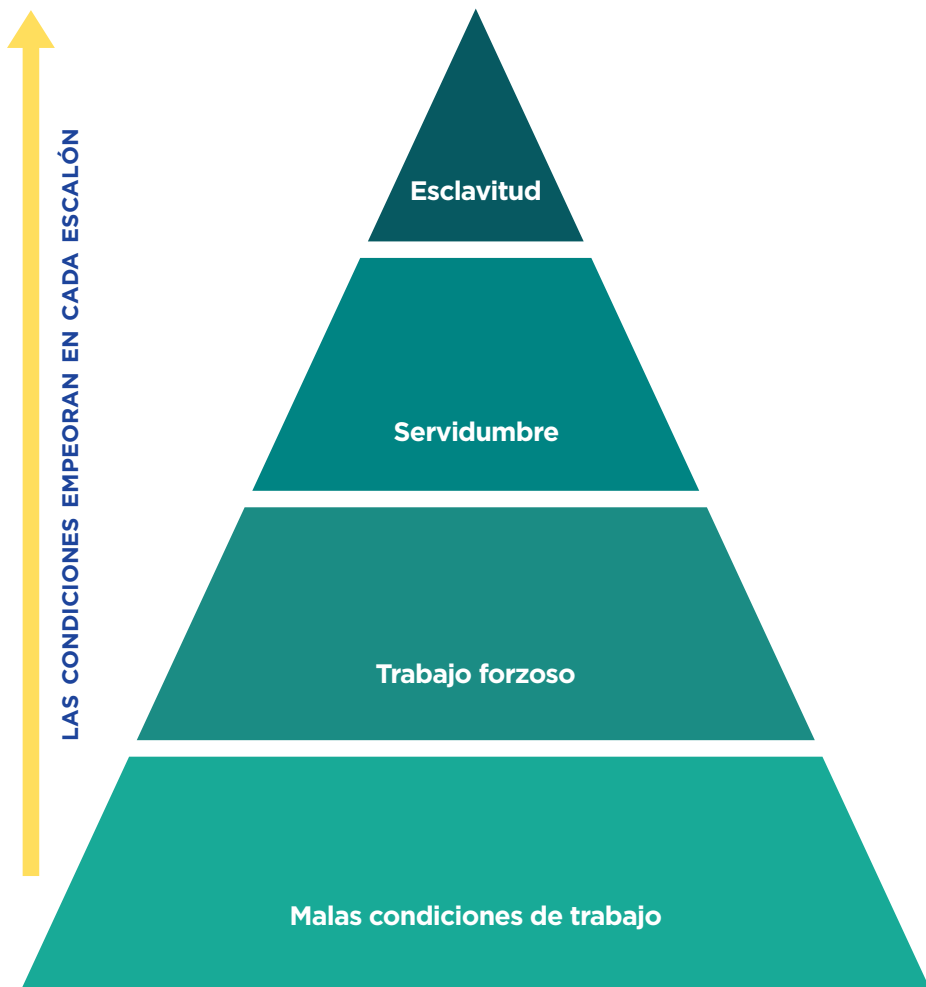 LAS CONDICIONES EMPEORAN EN CADA ESCALÓN
Esclavitud
Servidumbre
Trabajo forzoso
Malas condiciones de trabajo